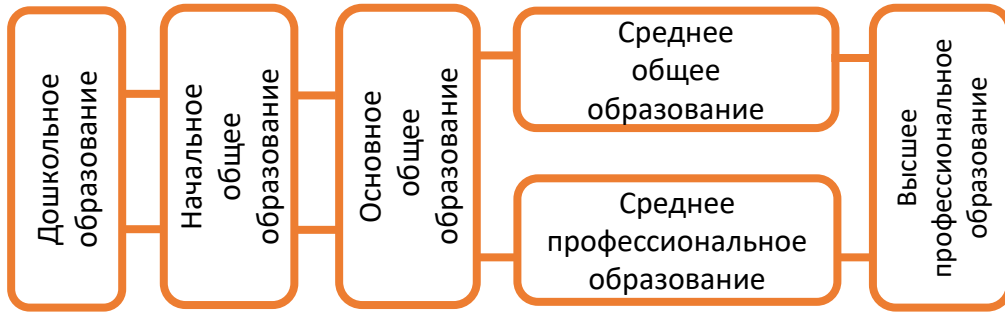 Дошкольное
образование
Начальное
общее
образование
Основное
общее
образование
Среднее
общее
образование
Среднее
профессиональное
образование
Высшее
профессиональное
образование